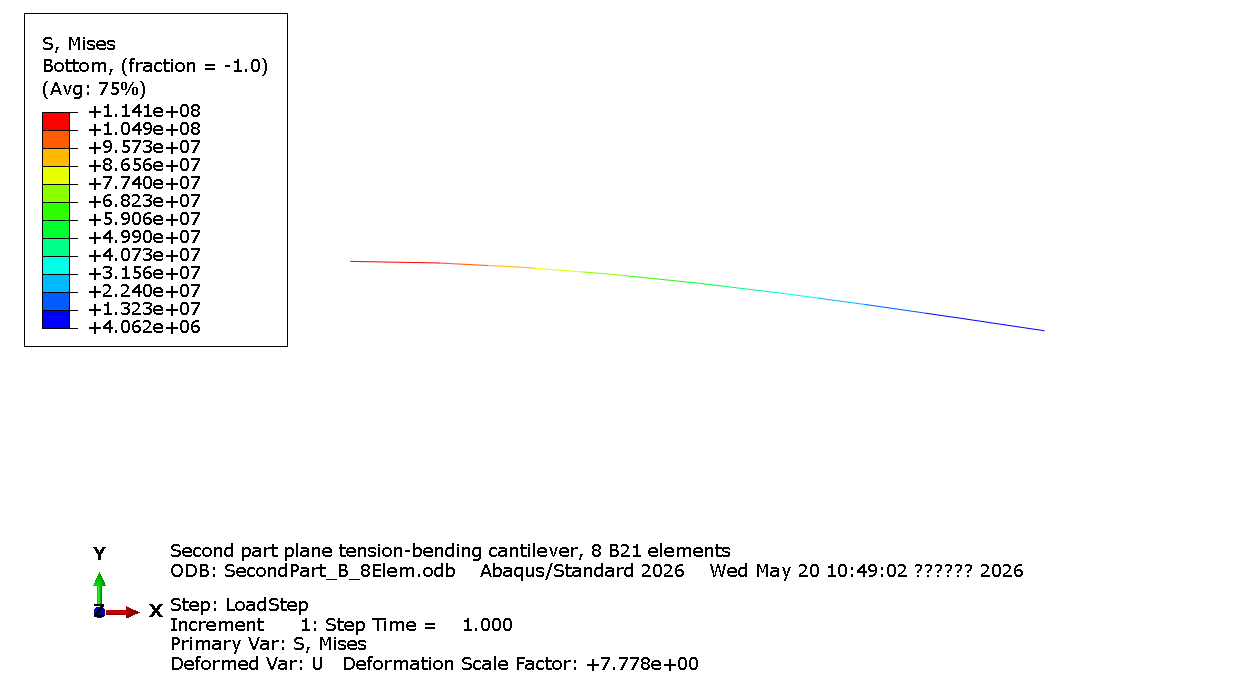 S, Mises
Bottom, (fraction = -1.0)
(Avg: 75%)
+1.141e+08
+1.049e+08
+9.573e+07
+8.656e+07
+7.740e+07
+6.823e+07
+5.906e+07
+4.990e+07
+4.073e+07
+3.156e+07
+2.240e+07
+1.323e+07
+4.062e+06
Y
Z
X
Second part plane tension-bending cantilever, 8 B21 elements
ODB: SecondPart_B_8Elem.odb Abaqus/Standard 2026 Wed May 20 10:49:02 ?????? 2026
Step: LoadStep
Increment 1: Step Time = 1.000
Primary Var: S, Mises
Deformed Var: U Deformation Scale Factor: +7.778e+00